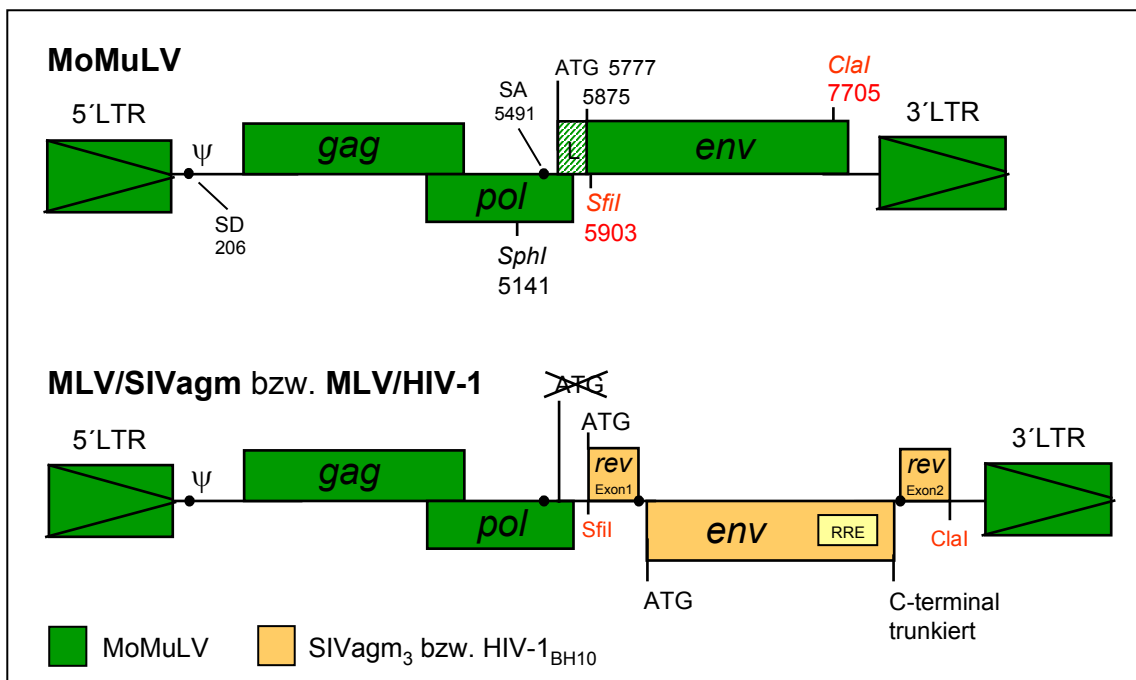 MoMuLV
5´LTR
ψ
SD
206
gag
pol
SphI
5141
SA
5491
ATG 5777
5875
L
SfiI
5903
env
ClaI
7705
3´LTR
MLV/SIVagm bzw. MLV/HIV-1
ATG
5´LTR
ψ
gag
pol
ATG
SfiI
rev
Exon1
env
RRE
ATG
rev
Exon2
ClaI
C-terminal
trunkiert
3´LTR
MoMuLV
SIVagm3 bzw. HIV-1BH10